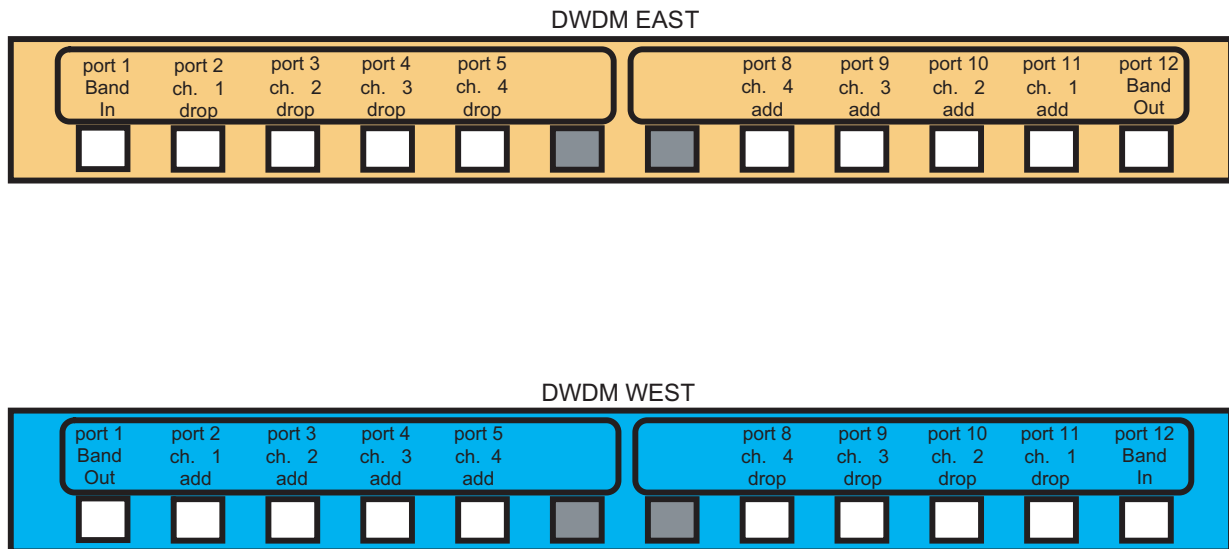 DWDM EAST
port 1 port 2 port 3 port 4 port 5 port 8 port 9 port 10 port 11 port 12
Band ch. 1 ch. 2 ch. 3 ch. 4 ch. 4 ch. 3 ch. 2 ch. 1 Band
In drop drop drop drop add add add add Out
DWDM WEST
port 1 port 2 port 3 port 4 port 5 port 8 port 9 port 10 port 11 port 12
Band ch. 1 ch. 2 ch. 3 ch. 4 ch. 4 ch. 3 ch. 2 ch. 1 Band
Out add add add add drop drop drop drop In